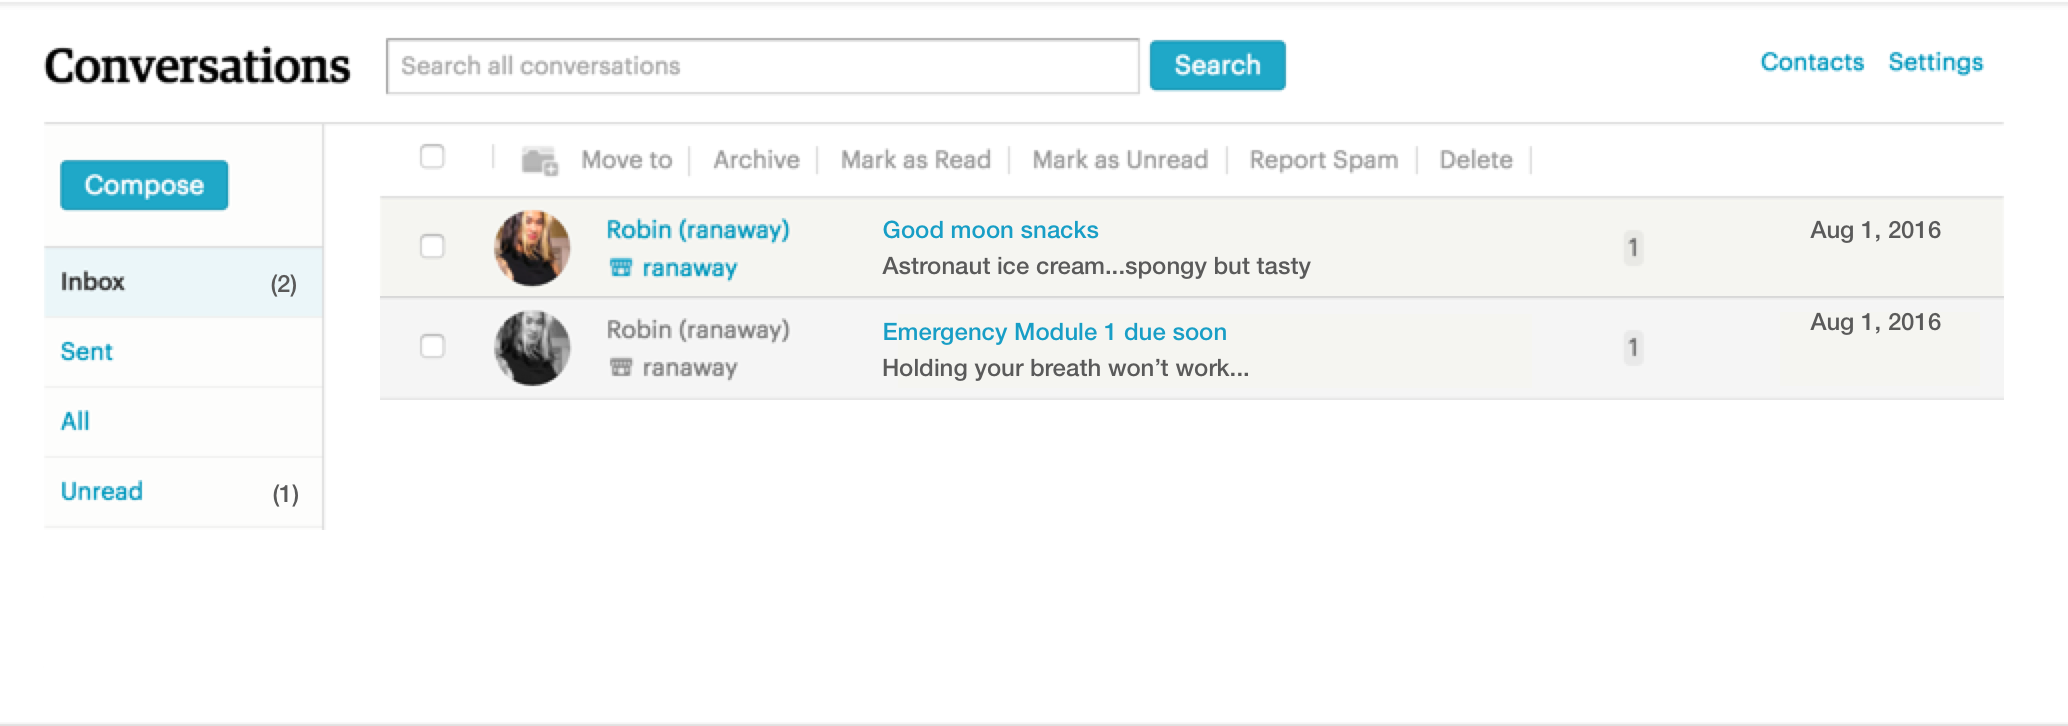 Conversations
Search all conversations
Search
Contacts
Settings
Compose
Move to
Archive
Mark as Read
Mark as Unread
Report Spam
Delete
Inbox (2)
Sent
All
Unread (1)
Robin (ranaway)
ranaway
Good moon snacks
Astronaut ice cream...spongy but tasty
1
Aug 1, 2016
Robin (ranaway)
ranaway
Emergency Module 1 due soon
Holding your breath won’t work...
1
Aug 1, 2016